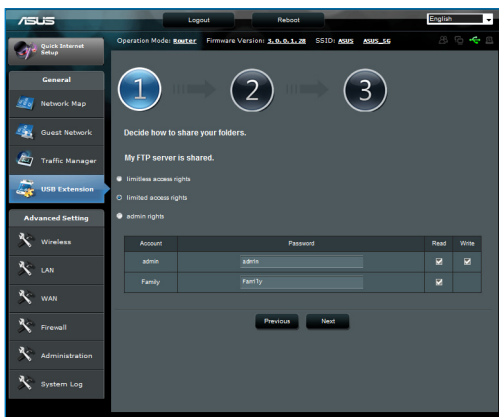 ASUS
Logout
Reboot
English
Quick Internet Setup
Operation Mode: Router Firmware Version: 3.0.0.1.28 SSID: ASUS ASUS_5G
General
Network Map
Guest Network
Traffic Manager
USB Extension
Advanced Setting
Wireless
LAN
WAN
Firewall
Administration
System Log
1
2
3
Decide how to share your folders.
My FTP server is shared.
limitless access rights
limited access rights
admin rights
Account Password Read Write
admin admin
Family Family
Previous Next